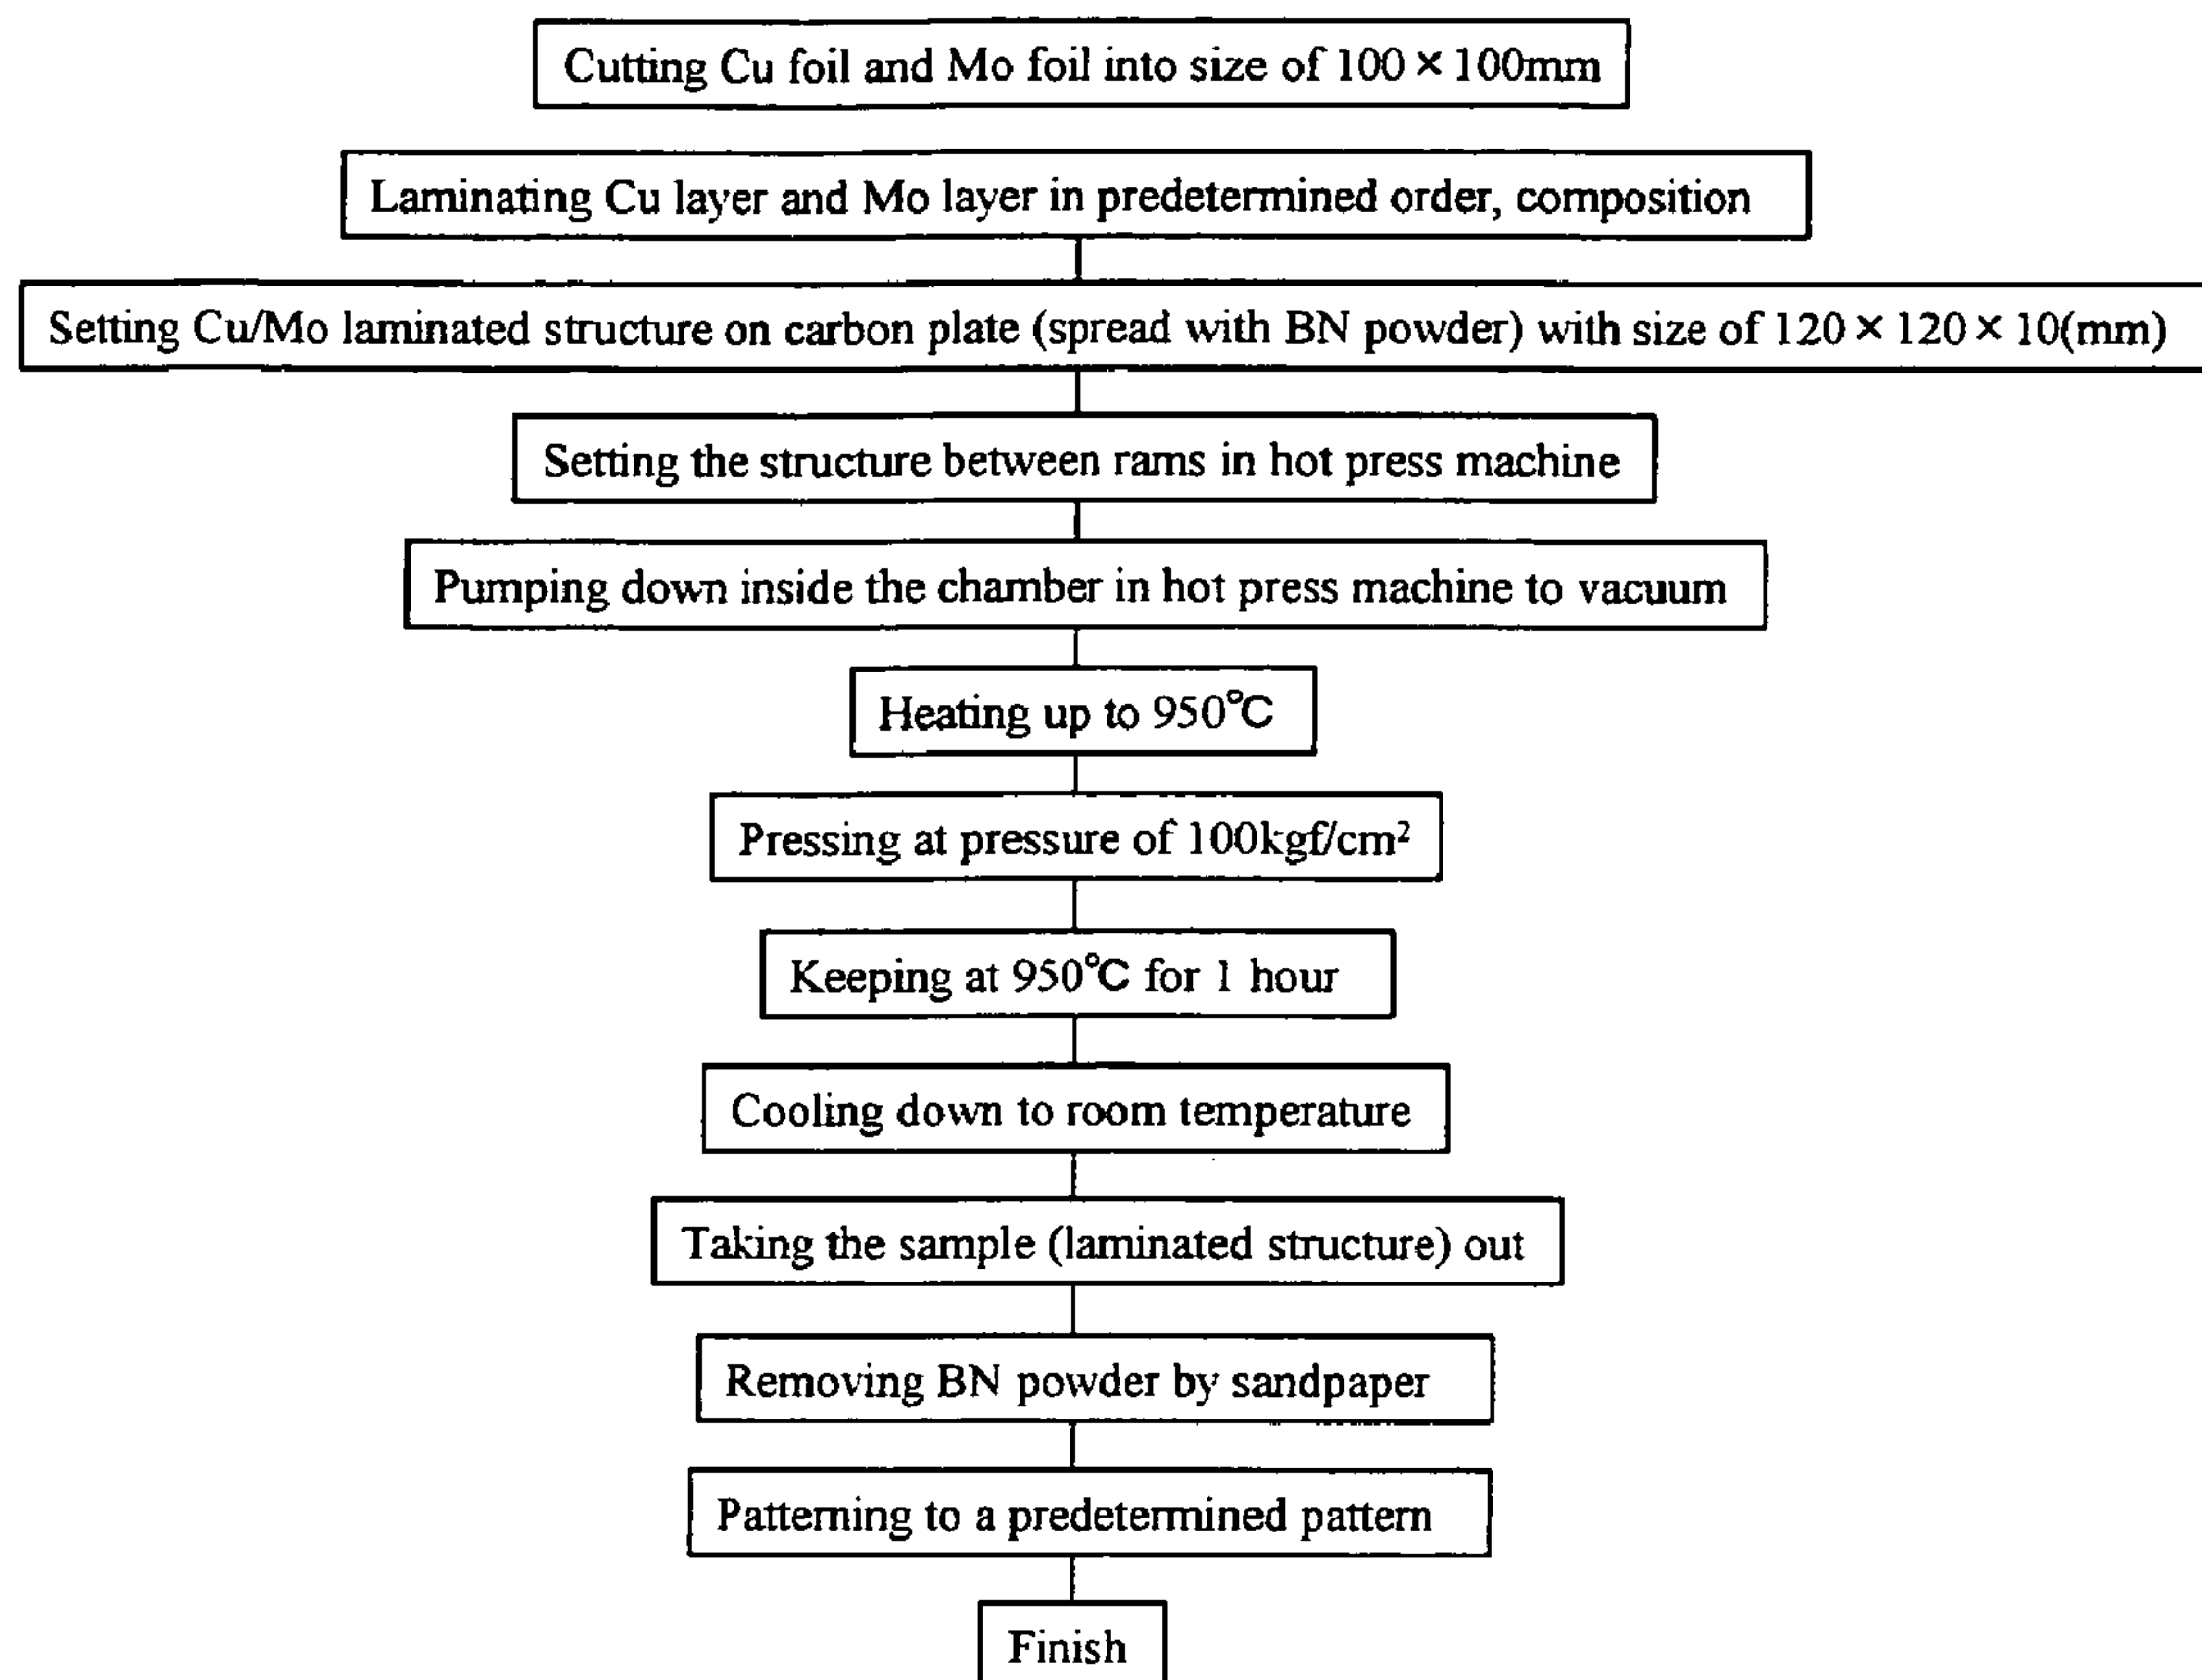 Cutting Cu foil and Mo foil into size of 100 × 100mm
Laminating Cu layer and Mo layer in predetermined order, composition
Setting Cu/Mo laminated structure on carbon plate (spread with BN powder) with size of 120 × 120 × 10(mm)
Setting the structure between rams in hot press machine
Pumping down inside the chamber in hot press machine to vacuum
Heating up to 950°C
Pressing at pressure of 100kgf/cm²
Keeping at 950°C for 1 hour
Cooling down to room temperature
Taking the sample (laminated structure) out
Removing BN powder by sandpaper
Patterning to a predetermined pattern
Finish